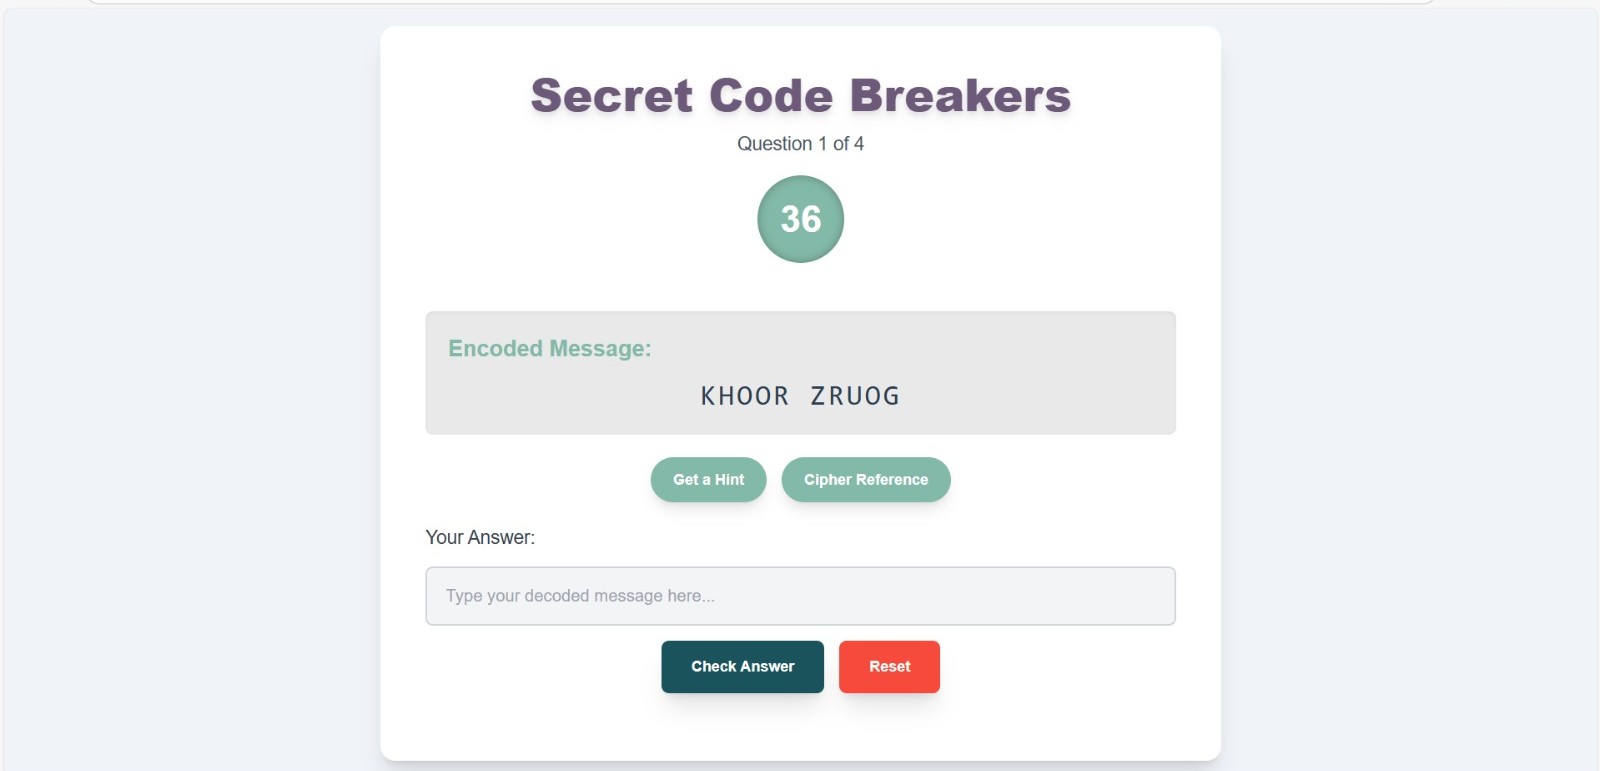 Secret Code Breakers
Question 1 of 4
36
Encoded Message:
KHOOR ZRUOG
Get a Hint
Cipher Reference
Your Answer:
Type your decoded message here...
Check Answer
Reset